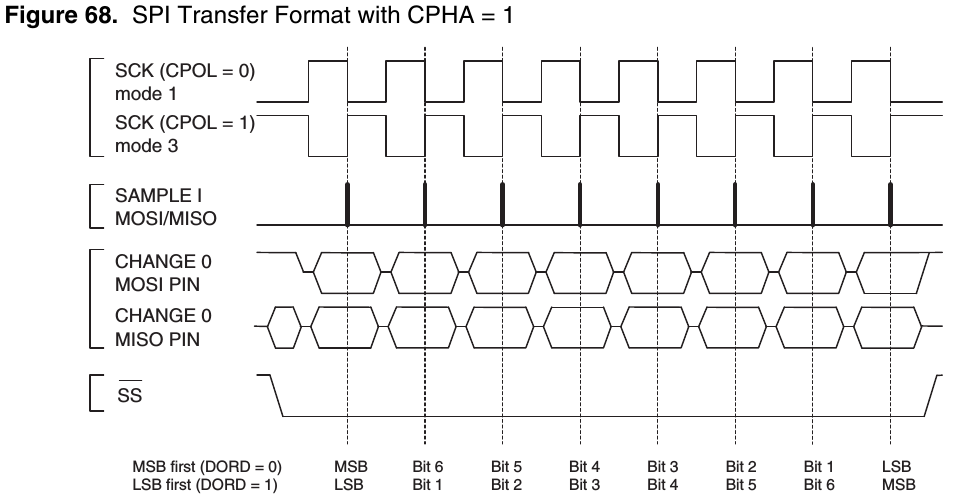 Figure 68. SPI Transfer Format with CPHA = 1
SCK (CPOL = 0)
mode 1
SCK (CPOL = 1)
mode 3
SAMPLE I
MOSI/MISO
CHANGE 0
MOSI PIN
CHANGE 0
MISO PIN
SS
MSB first (DORD = 0) MSB Bit 6 Bit 5 Bit 4 Bit 3 Bit 2 Bit 1 LSB
LSB first (DORD = 1) LSB Bit 1 Bit 2 Bit 3 Bit 4 Bit 5 Bit 6 MSB